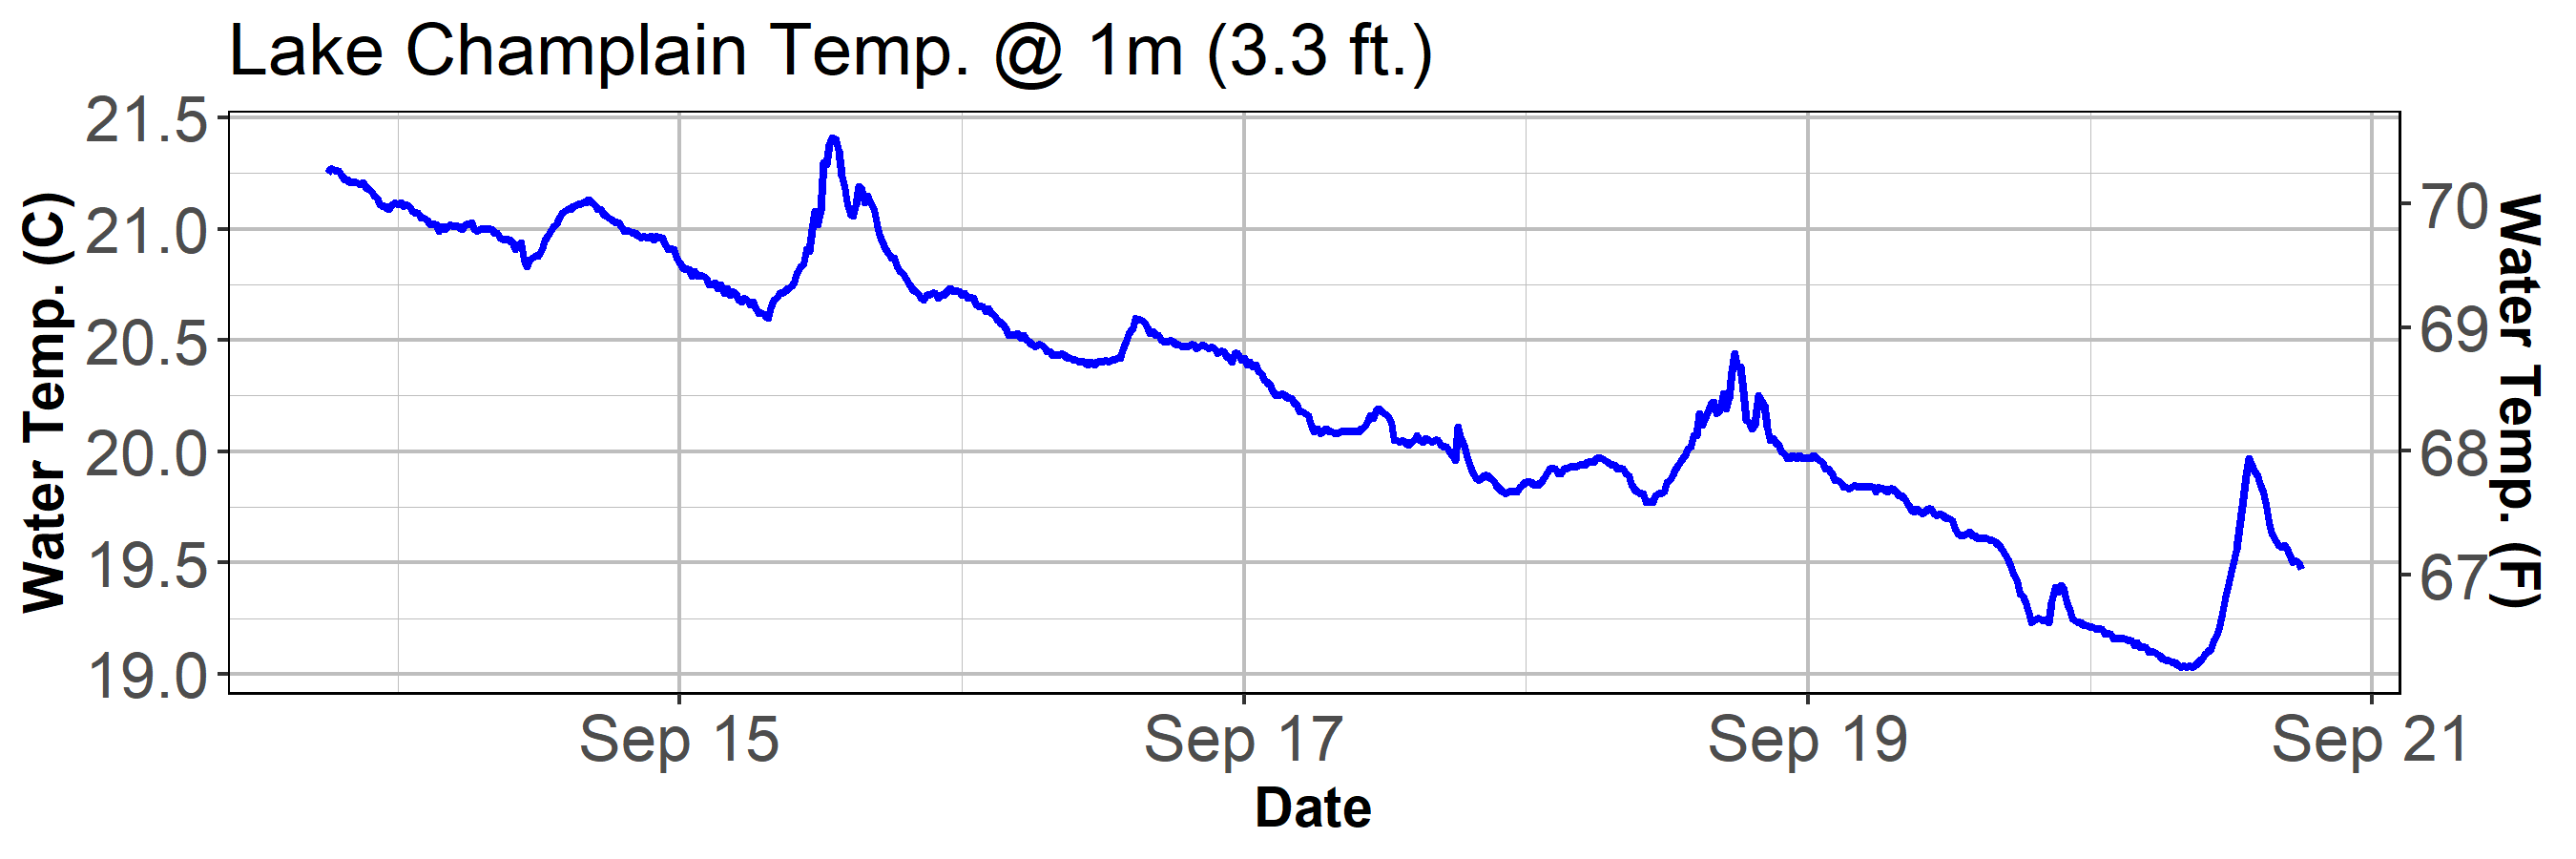 Lake Champlain Temp. @ 1m (3.3 ft.)
Water Temp. (C)
21.5
21.0
20.5
20.0
19.5
19.0
70
69
68
67
Water Temp. (F)
Sep 15
Sep 17
Sep 19
Sep 21
Date